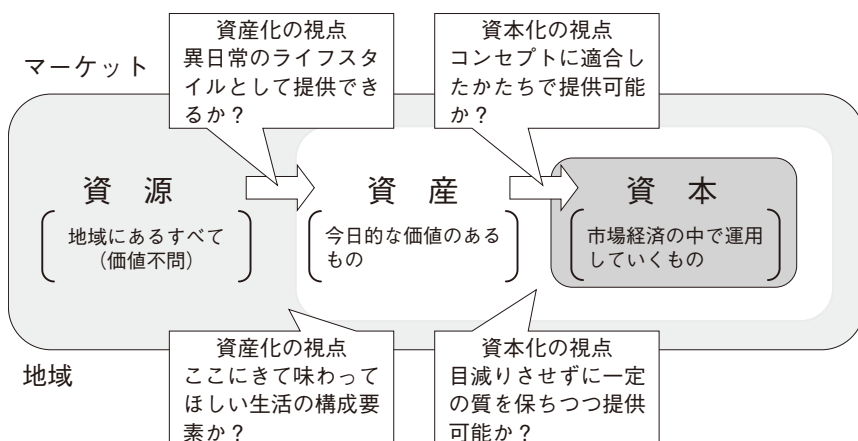 マーケット
資産化の視点
異日常のライフスタ
イルとして提供でき
るか？
資本化の視点
コンセプトに適合し
たかたちで提供可能
か？
資　源
地域にあるすべて
（価値不問）
資　産
今日的な価値のある
もの
資　本
市場経済の中で運用
していくもの
地域
資産化の視点
ここにきて味わって
ほしい生活の構成要
素か？
資本化の視点
目減りさせずに一定
の質を保ちつつ提供
可能か？